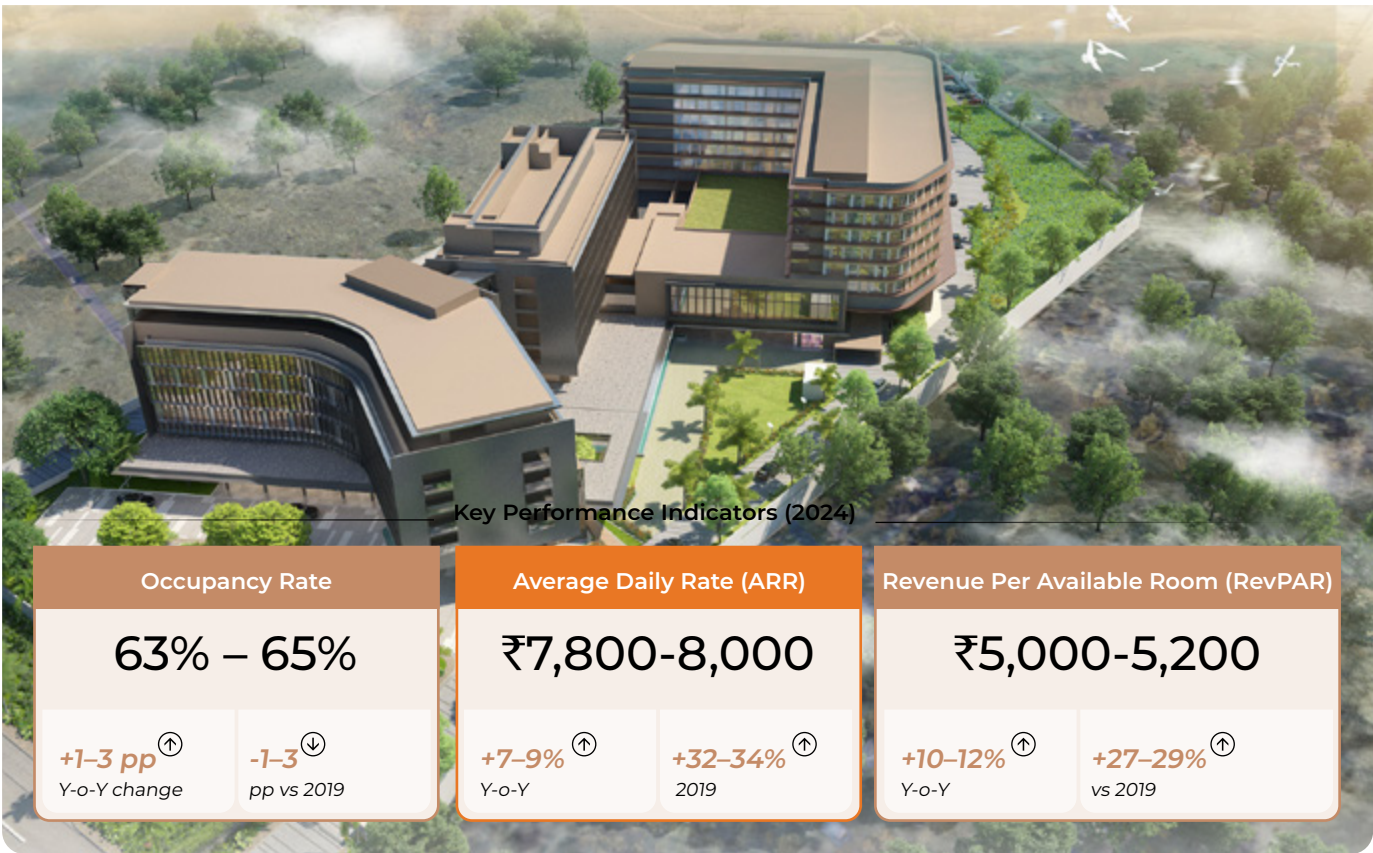 Key Performance Indicators (2024)
Occupancy Rate
63% – 65%
+1–3 pp
Y-o-Y change
-1–3
pp vs 2019
Average Daily Rate (ARR)
₹7,800-8,000
+7–9%
Y-o-Y
+32–34%
2019
Revenue Per Available Room (RevPAR)
₹5,000-5,200
+10–12%
Y-o-Y
+27–29%
vs 2019